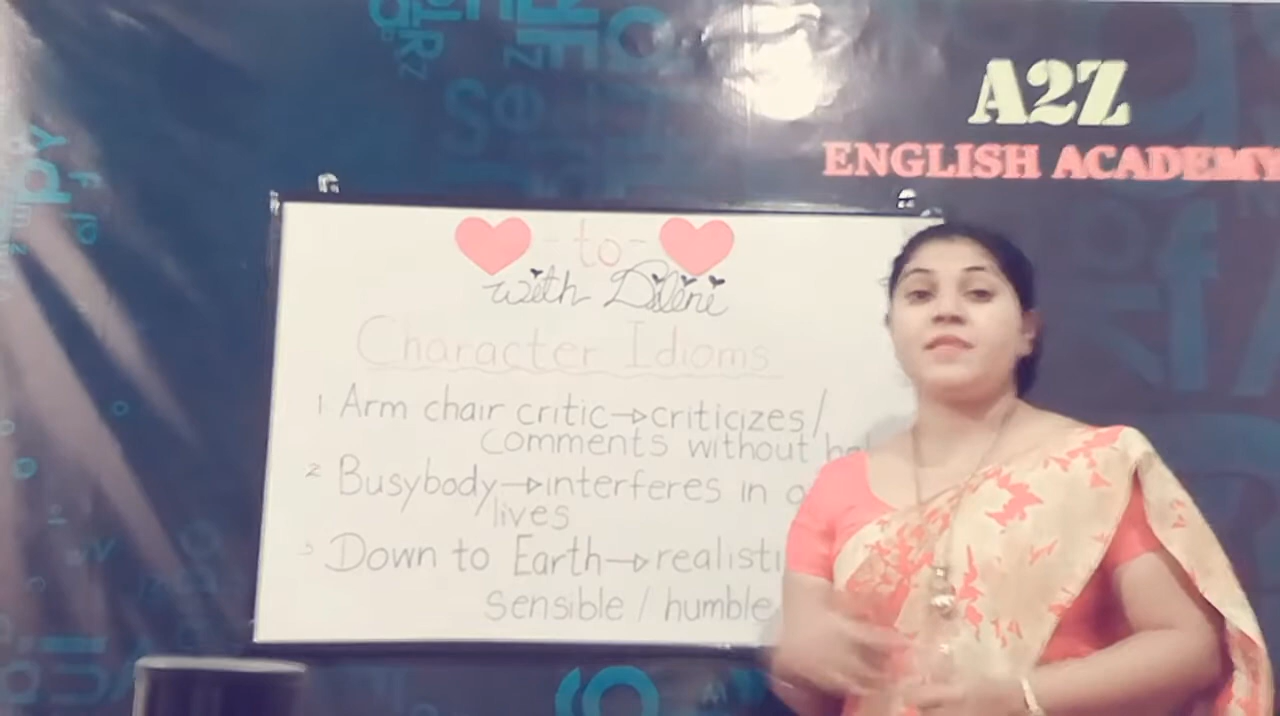 A2Z
ENGLISH ACADEMY
-to-
with Dileni
Character Idioms
1 Arm chair critic→criticizes/
comments without
2 Busybody→interferes in
lives
3 Down to Earth→
sensible / humble